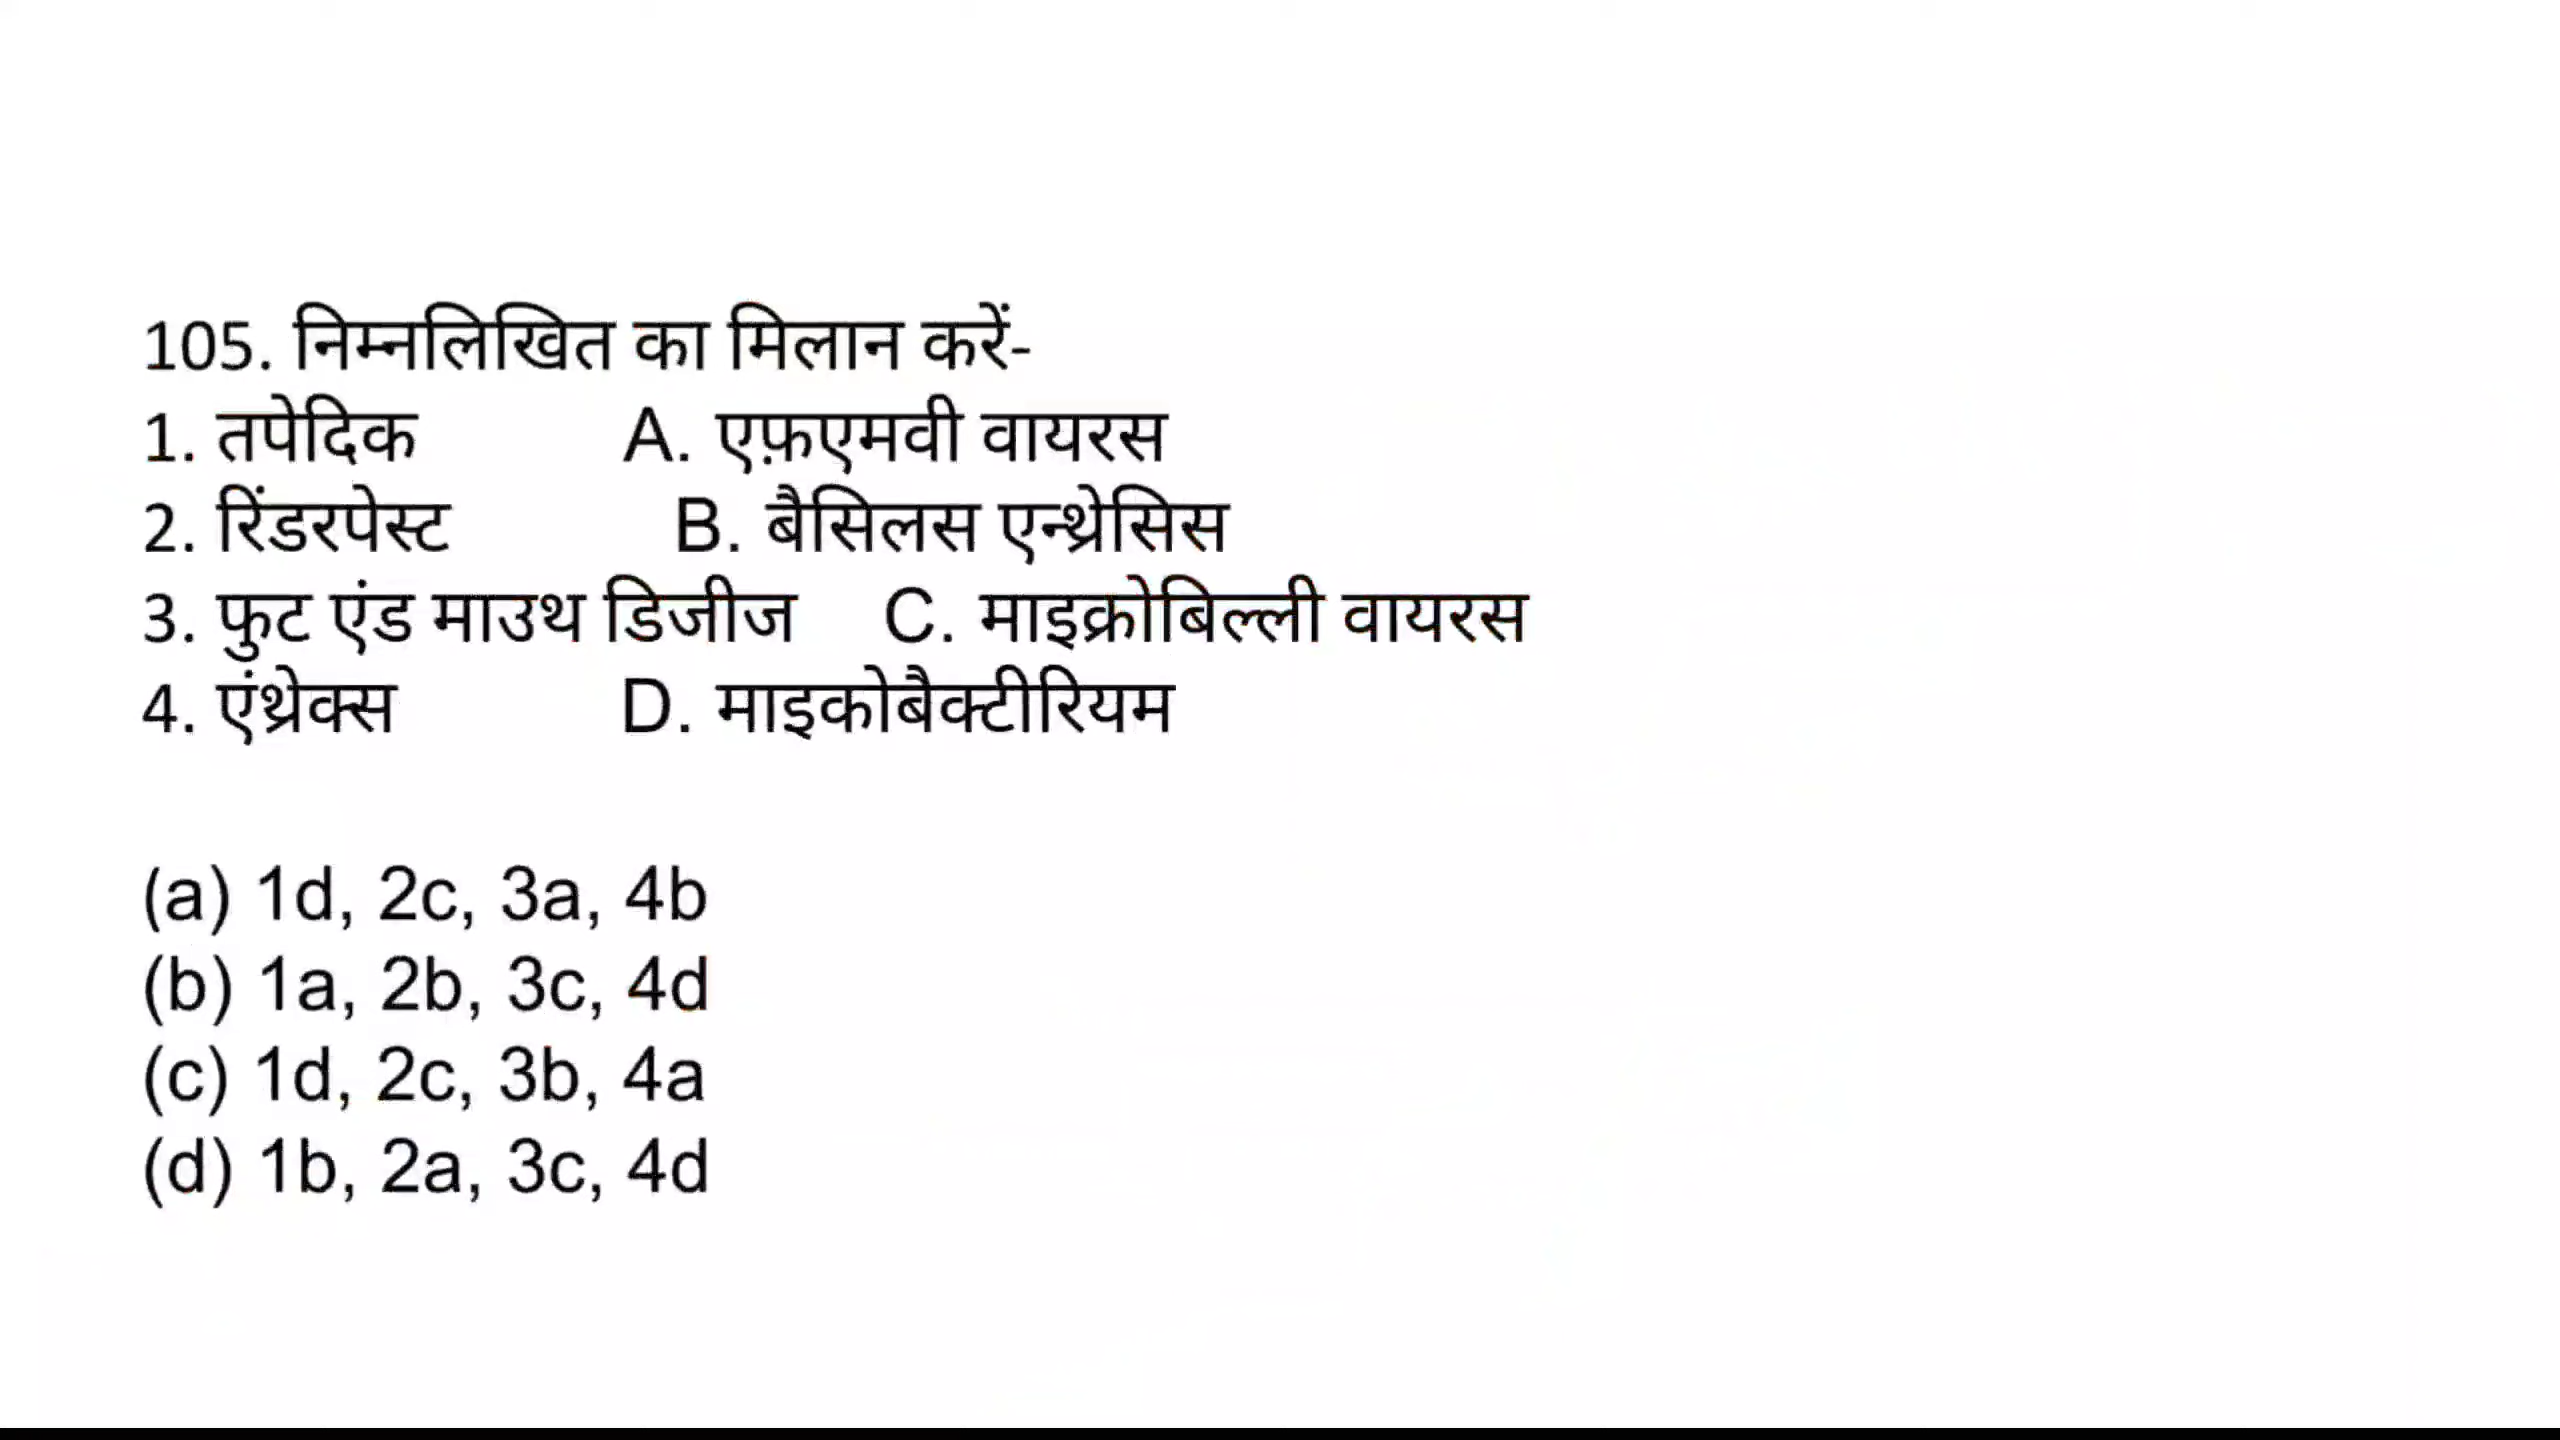 105. निम्नलिखित का मिलान करें-
1. तपेदिक A. एफ़एमवी वायरस
2. रिंडरपेस्ट B. बैसिलस एन्थ्रेसिस
3. फुट एंड माउथ डिजीज C. माइक्रोबिल्ली वायरस
4. एंथ्रेक्स D. माइकोबैक्टीरियम
(a) 1d, 2c, 3a, 4b
(b) 1a, 2b, 3c, 4d
(c) 1d, 2c, 3b, 4a
(d) 1b, 2a, 3c, 4d